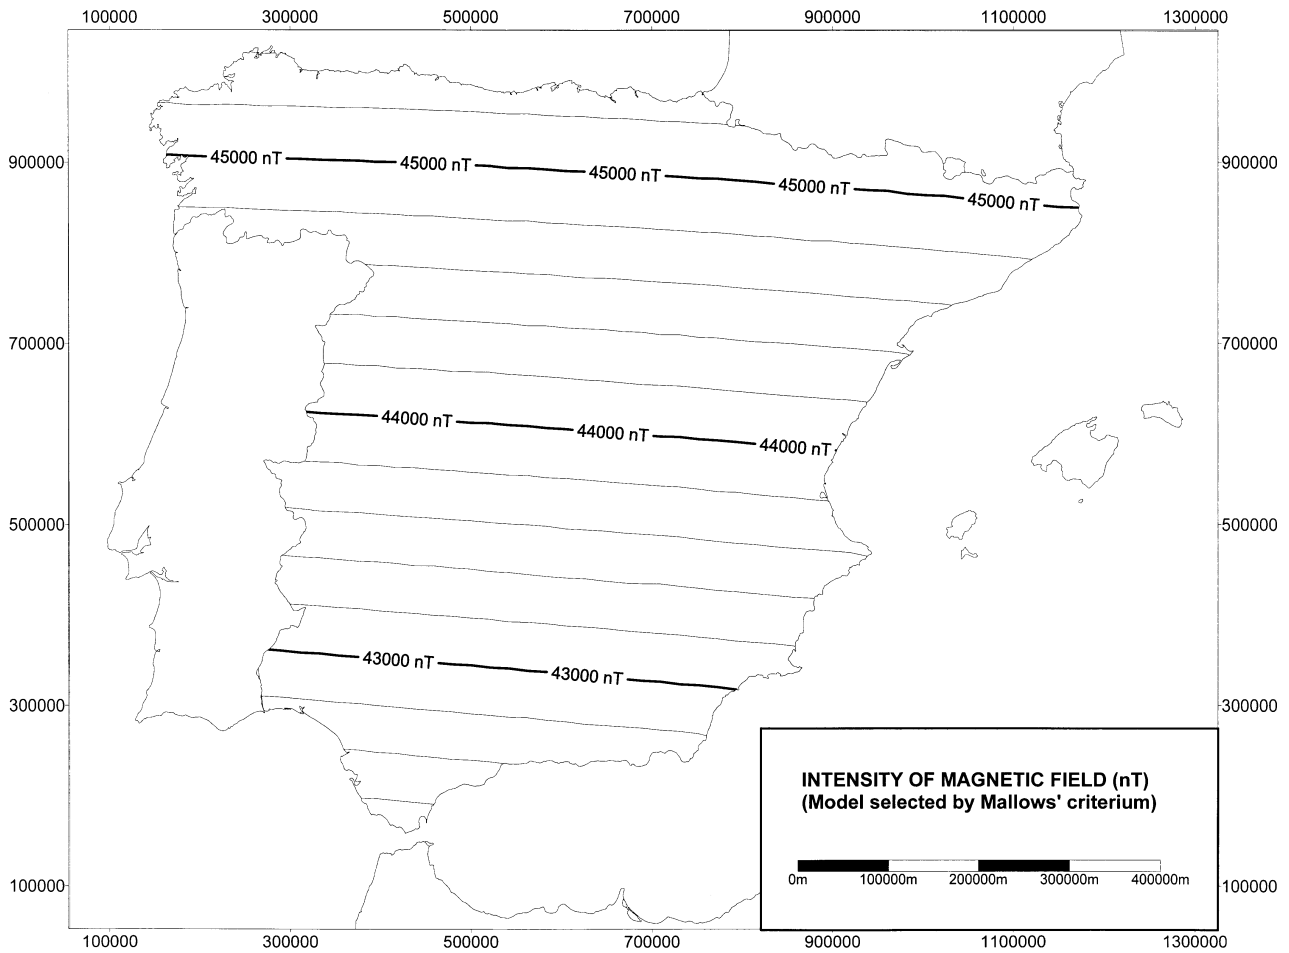 100000 300000 500000 700000 900000 1100000 1300000
45000 nT 45000 nT 45000 nT 45000 nT 45000 nT
900000 900000
700000 700000
44000 nT 44000 nT 44000 nT
500000 500000
43000 nT 43000 nT
300000 300000
INTENSITY OF MAGNETIC FIELD (nT)
(Model selected by Mallows' criterium)
0m 100000m 200000m 300000m 400000m
100000 100000
100000 300000 500000 700000 900000 1100000 1300000